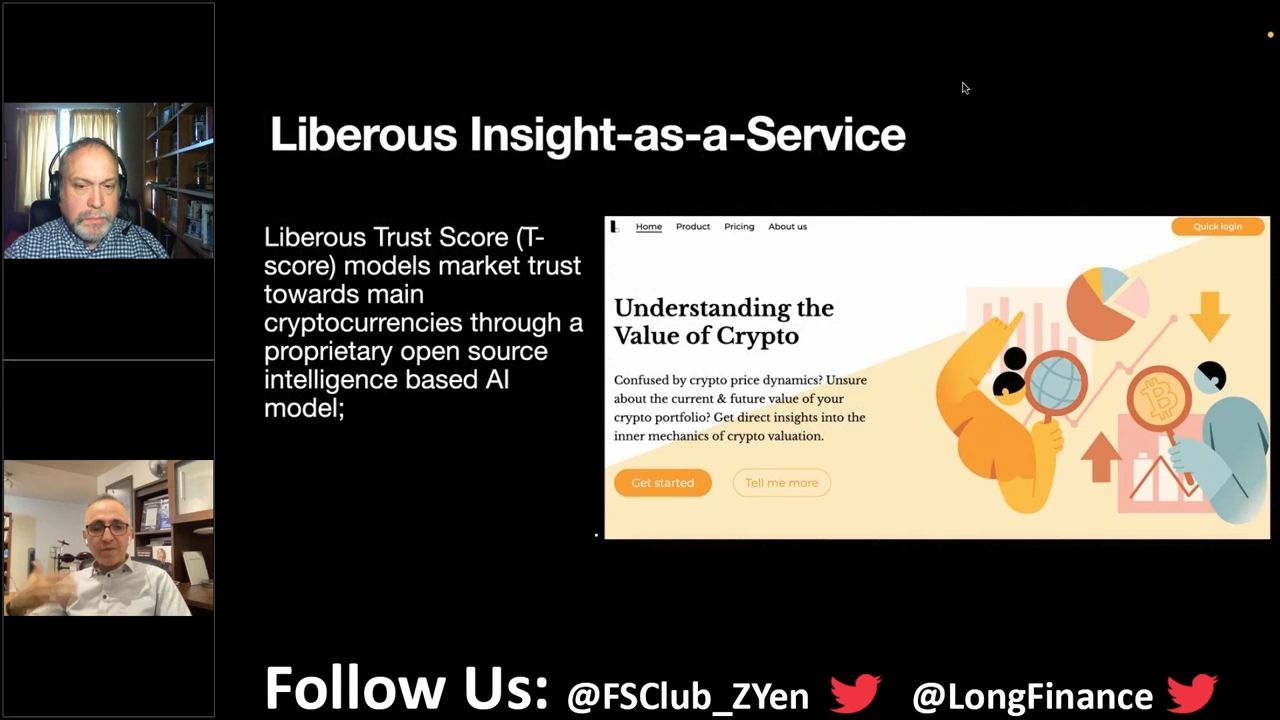 Liberous Insight-as-a-Service
Liberous Trust Score (T-
score) models market trust
towards main
cryptocurrencies through a
proprietary open source
intelligence based AI
model;
Home Product Pricing About us Quick login
Understanding the
Value of Crypto
Confused by crypto price dynamics? Unsure
about the current & future value of your
crypto portfolio? Get direct insights into the
inner mechanics of crypto valuation.
Get started Tell me more
Follow Us: @FSClub_ZYen @LongFinance